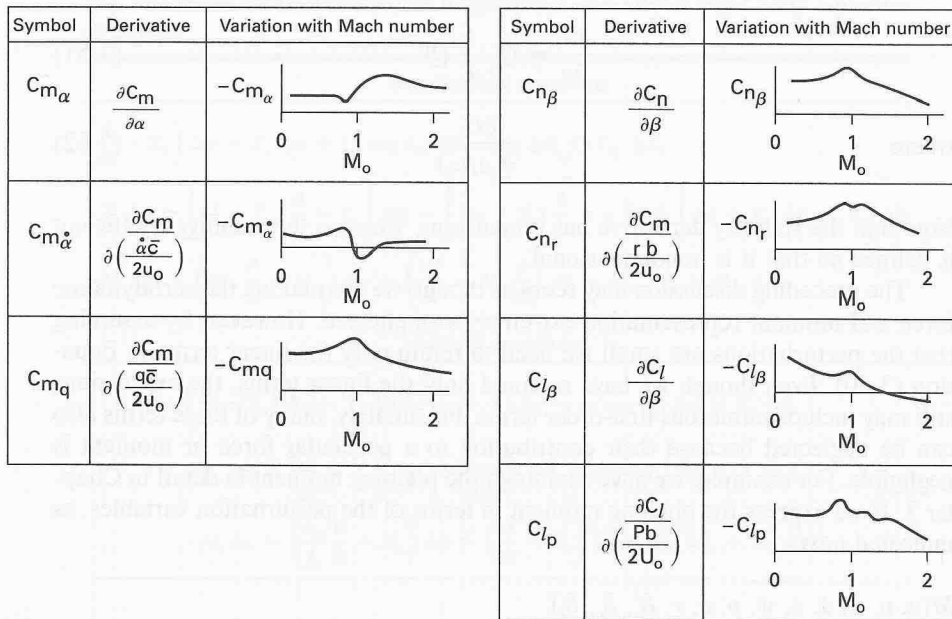 Symbol Derivative Variation with Mach number
C_mα ∂C_m/∂α −C_mα
0 1 2
M_o
C_mα̊ ∂C_m/∂(α̊c̄/2u_o) −C_mα̊
0 1 2
M_o
C_mq ∂C_m/∂(qc̄/2u_o) −C_mq
0 1 2
M_o
Symbol Derivative Variation with Mach number
C_nβ ∂C_n/∂β C_nβ
0 1 2
M_o
C_nr ∂C_m/∂(r b/2u_o) −C_nr
0 1 2
M_o
C_lβ ∂C_l/∂β −C_lβ
0 1 2
M_o
C_lp ∂C_l/∂(Pb/2U_o) −C_lp
0 1 2
M_o